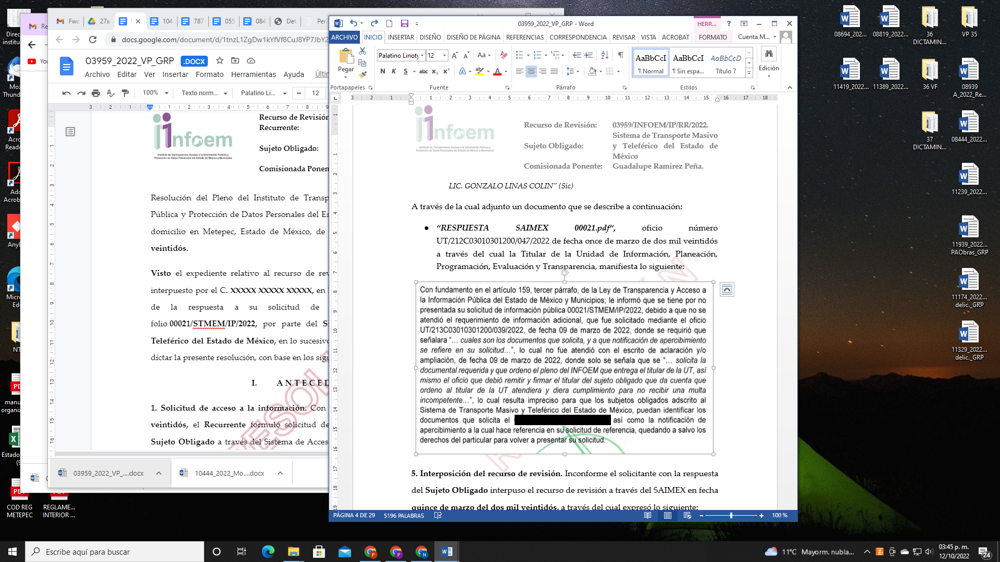 Fwc
27a
104
787
055
084
Det
Per
docs.google.com/document/d/1tnzL1ZgDw1kYfVf8CuJ8YP7JbY2
03959_2022_VP_GRP
.DOCX
Archivo Editar Ver Insertar Formato Herramientas Ayuda Últin
100% Texto norm... Palatino Li... 12
infoem
Instituto de Transparencia, Acceso a la Información Pública y
Protección de Datos Personales del Estado de México y Municipios
Recurso de Revisión
Recurrente:
Sujeto Obligado:
Comisionada Ponen
Resolución del Pleno del Instituto de Transp
Pública y Protección de Datos Personales del Es
domicilio en Metepec, Estado de México, de
veintidós.
Visto el expediente relativo al recurso de rev
interpuesto por el C. XXXXX XXXXX XXXXX, en
de la respuesta a su solicitud de
folio 00021/STMEM/IP/2022, por parte del S
Teleférico del Estado de México, en lo sucesivo
dictar la presente resolución, con base en los sigu
I. A N T E C E D
1. Solicitud de acceso a la información. Con
veintidós, el Recurrente formuló solicitud de
Sujeto Obligado a través del Sistema de Acces
03959_2022_VP_....docx
10444_2022_Mo....docx
03959_2022_VP_GRP - Word
HERR...
ARCHIVO INICIO INSERTAR DISEÑO DISEÑO DE PÁGINA REFERENCIAS CORRESPONDENCIA REVISAR VISTA ACROBAT FORMATO Cuenta M...
Pegar
Palatino Linoty 12
N K S abc x₂ x²
AaBbCcI AaBbCcI AaBbCcD
¶ Normal ¶ Sin espa... Título 7
Edición
Portapapeles Fuente Párrafo Estilos
infoem
Instituto de Transparencia, Acceso a la Información Pública y
Protección de Datos Personales del Estado de México y Municipios
Recurso de Revisión: 03959/INFOEM/IP/RR/2022.
Sistema de Transporte Masivo
Sujeto Obligado: y Teleférico del Estado de
México
Comisionada Ponente: Guadalupe Ramírez Peña.
LIC. GONZALO LINAS COLIN” (Sic)
A través de la cual adjunto un documento que se describe a continuación:
● “RESPUESTA SAIMEX 00021.pdf“, oficio número
UT/212C03010301200/047/2022 de fecha once de marzo de dos mil veintidós
a través del cual la Titular de la Unidad de Información, Planeación,
Programación, Evaluación y Transparencia, manifiesta lo siguiente:
Con fundamento en el artículo 159, tercer párrafo, de la Ley de Transparencia y Acceso a
la Información Pública del Estado de México y Municipios; le informó que se tiene por no
presentada su solicitud de información pública 00021/STMEM/IP/2022, debido a que no se
atendió el requerimiento de información adicional, que fue solicitado mediante el oficio
UT/213C03010301200/039/2022, de fecha 09 de marzo de 2022, donde se requirió que
señalara “... cuales son los documentos que solicita, y a que notificación de apercibimiento
se refiere en su solicitud...”, lo cual no fue atendió con el escrito de aclaración y/o
ampliación, de fecha 09 de marzo de 2022, donde solo se señala que se “... solicita la
documental requerida y que ordeno el pleno del INFOEM que entrega el titular de la UT, así
mismo el oficio que debió remitir y firmar el titular del sujeto obligado que da cuenta que
ordeno al titular de la UT atendiera y diera cumplimiento para no recibir una multa
incompetente...”, lo cual resulta impreciso para que los subjetos obligados adscrito al
Sistema de Transporte Masivo y Teleférico del Estado de México, puedan identificar los
documentos que solicita el así como la notificación de
apercibimiento a la cual hace referencia en su solicitud de referencia, quedando a salvo los
derechos del particular para volver a presentar su solicitud.
5. Interposición del recurso de revisión. Inconforme el solicitante con la respuesta
del Sujeto Obligado interpuso el recurso de revisión a través del SAIMEX en fecha
quince de marzo del dos mil veintidós, a través del cual expresó lo siguiente:
PÁGINA 4 DE 29 5196 PALABRAS 100 %
08694_202...
08819_2022...
36
DICTAMIN...
VP 35
11419_2022...
11389_2022...
36 VF
08939
A_2022_Re...
37
DICTAMIN...
08444_2022...
11239_2022...
11939_2022...
PAObras_GRP
11174_2022...
delic._GRP
11329_2022...
delic._GRP
COD REG
METEPEC
REGLAME...
INTERIOR ...
Escribe aquí para buscar
11°C Mayorm. nubla...
03:45 p. m.
12/10/2022
24